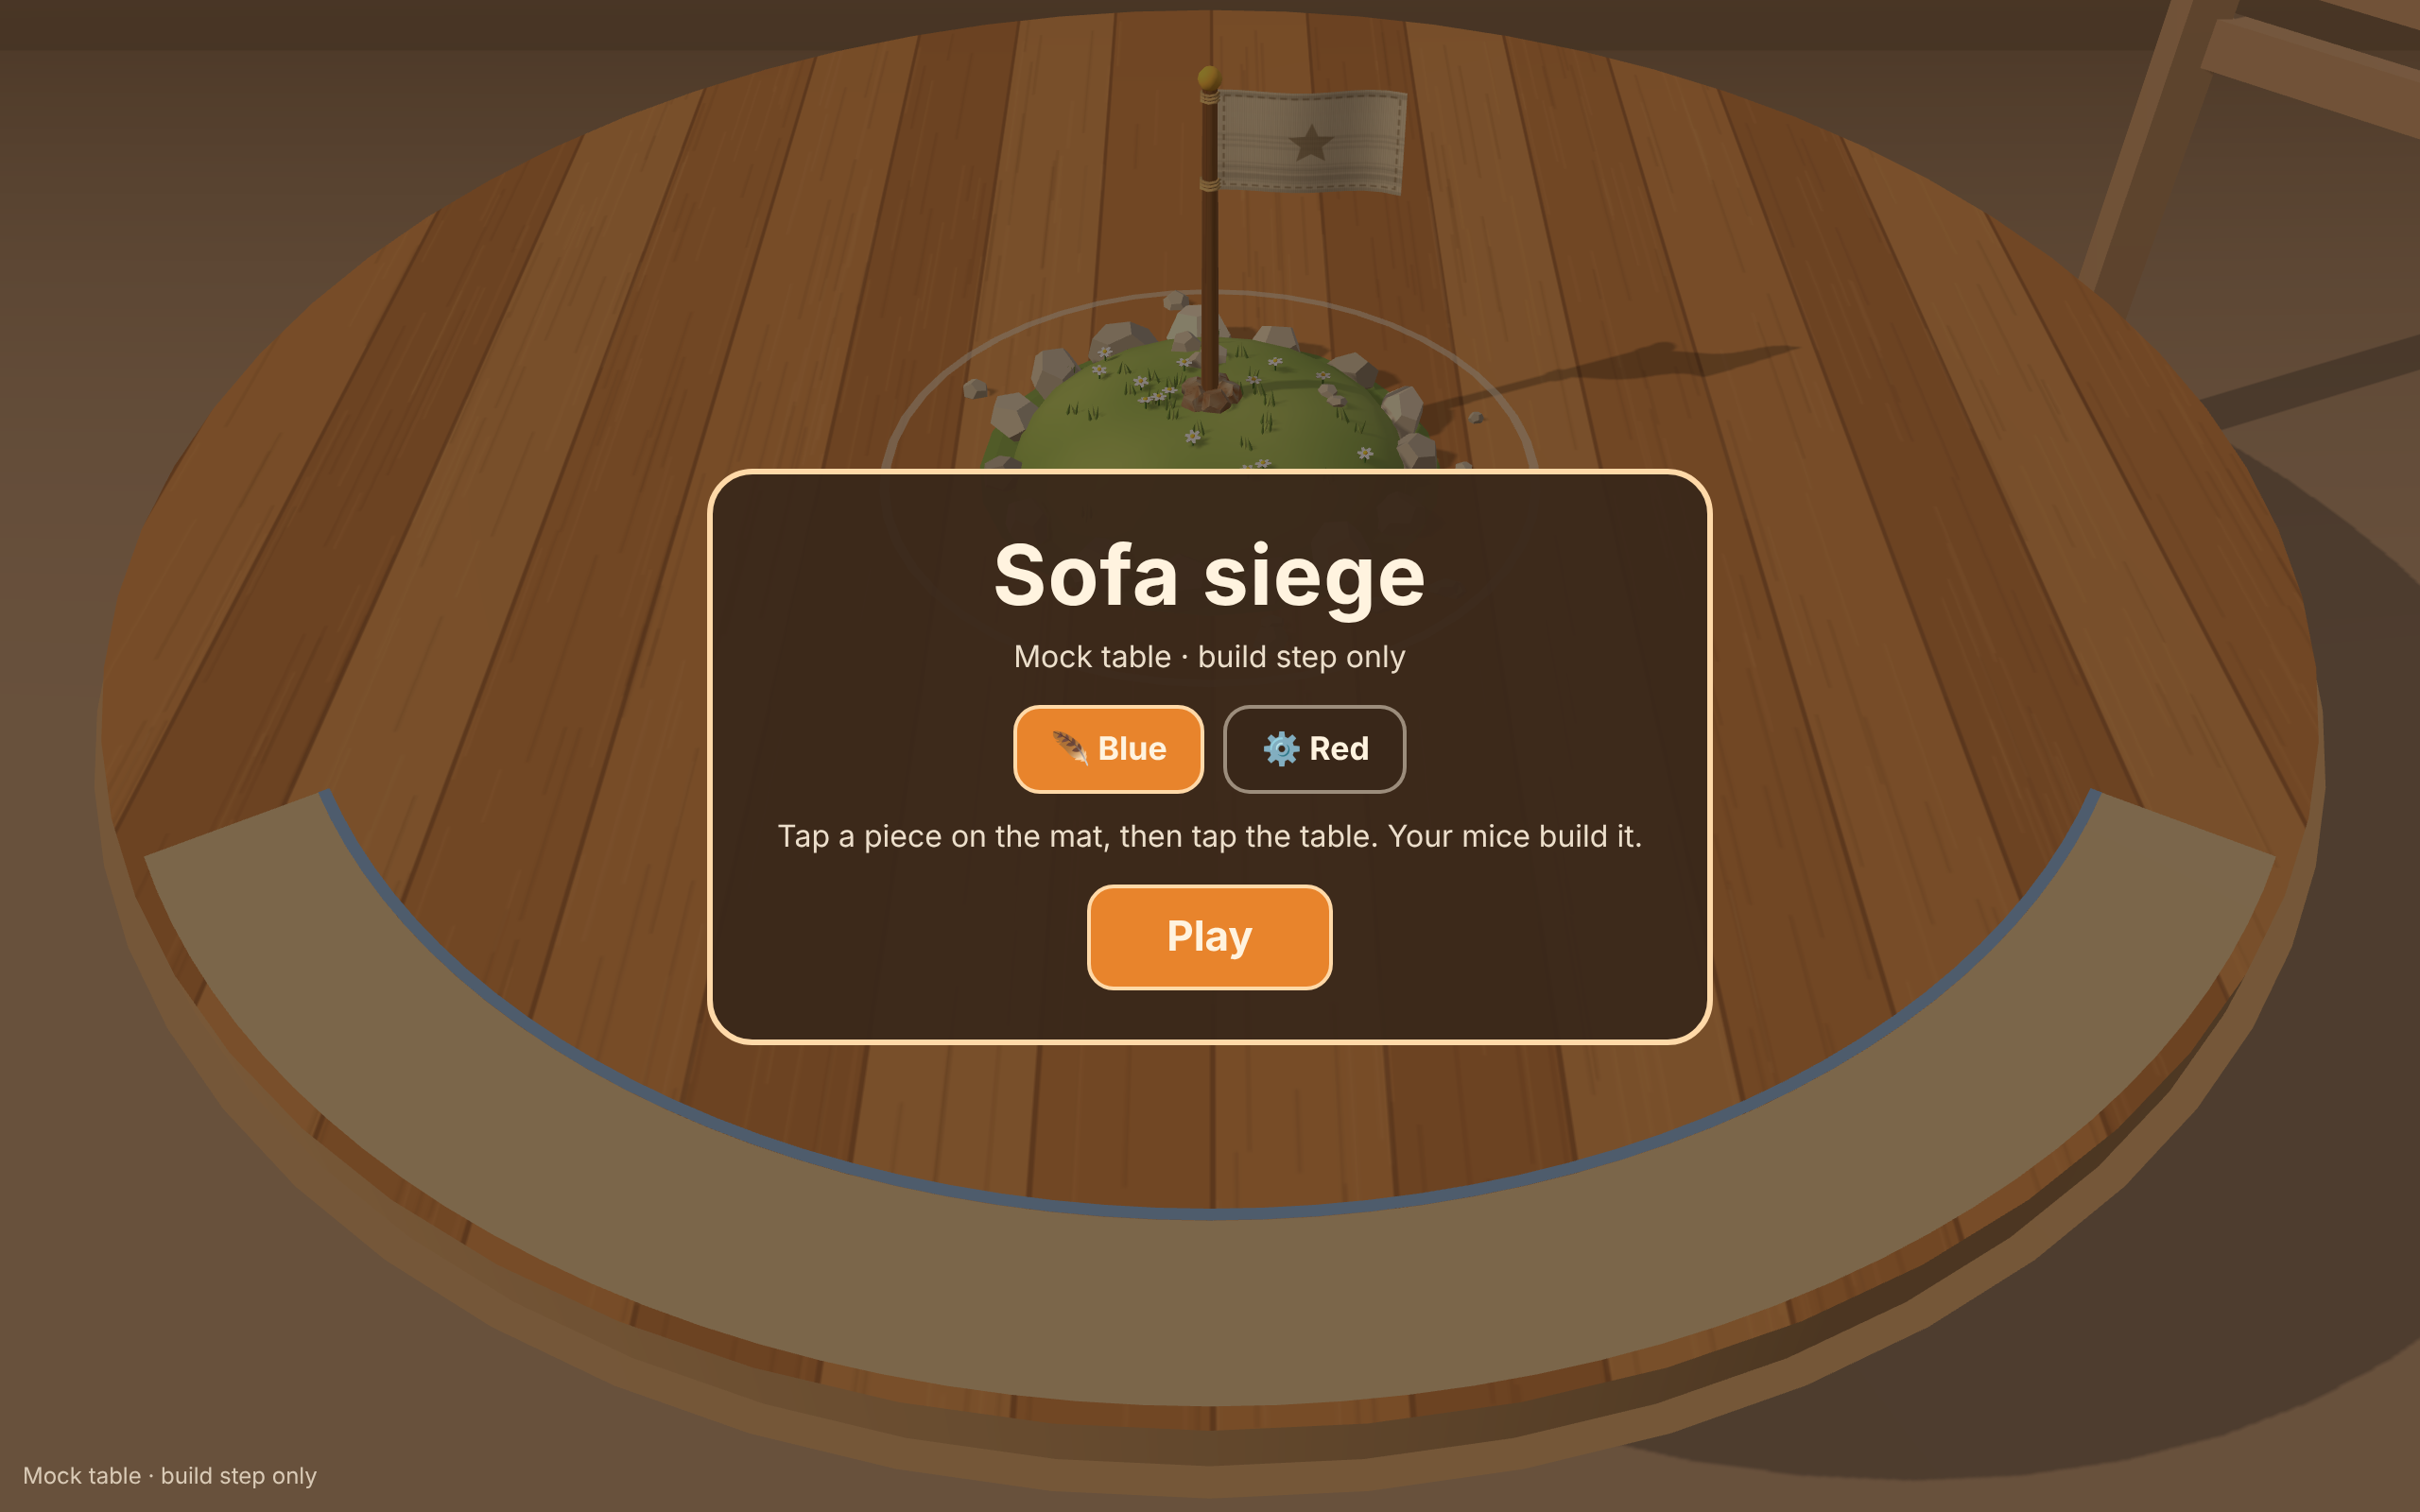 Sofa siege
Mock table · build step only
Blue
Red
Tap a piece on the mat, then tap the table. Your mice build it.
Play
Mock table · build step only